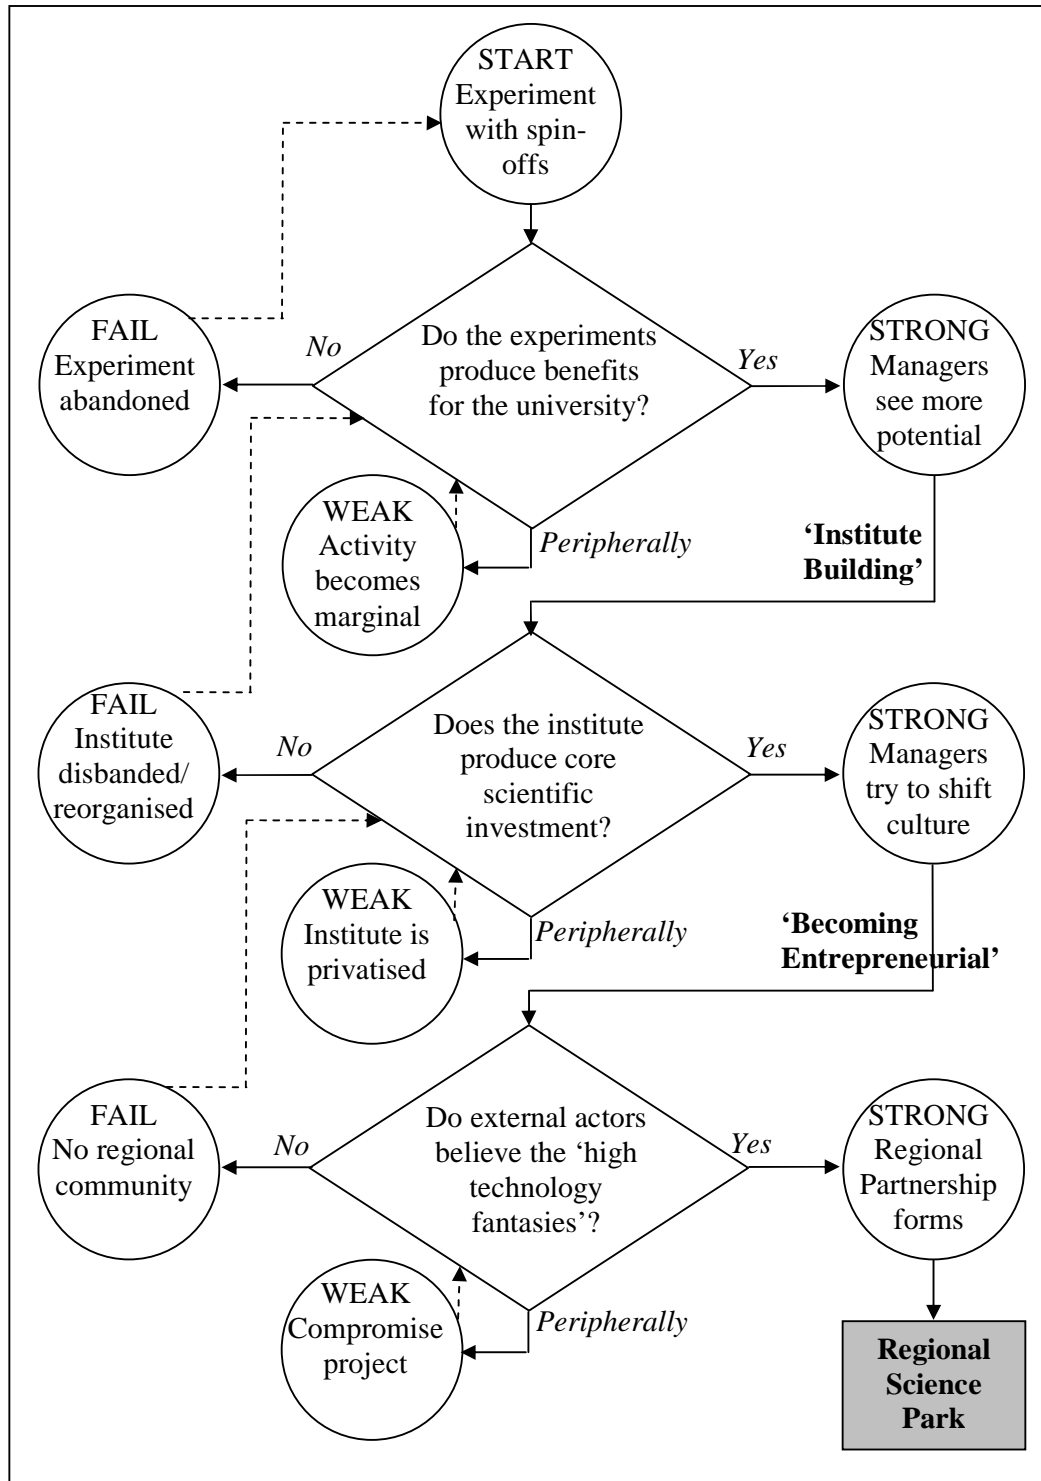 START
Experiment
with spin-
offs
No
Do the experiments
produce benefits
for the university?
Yes
FAIL
Experiment
abandoned
STRONG
Managers
see more
potential
WEAK
Activity
becomes
marginal
Peripherally
‘Institute
Building’
FAIL
Institute
disbanded/
reorganised
No
Does the institute
produce core
scientific
investment?
Yes
STRONG
Managers
try to shift
culture
WEAK
Institute is
privatised
Peripherally
‘Becoming
Entrepreneurial’
FAIL
No regional
community
No
Do external actors
believe the ‘high
technology
fantasies’?
Yes
STRONG
Regional
Partnership
forms
WEAK
Compromise
project
Peripherally
Regional
Science
Park